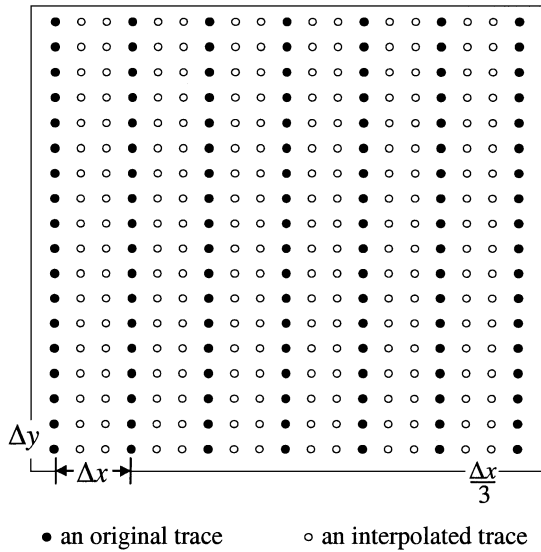 Δy
Δx
Δx/3
an original trace
an interpolated trace